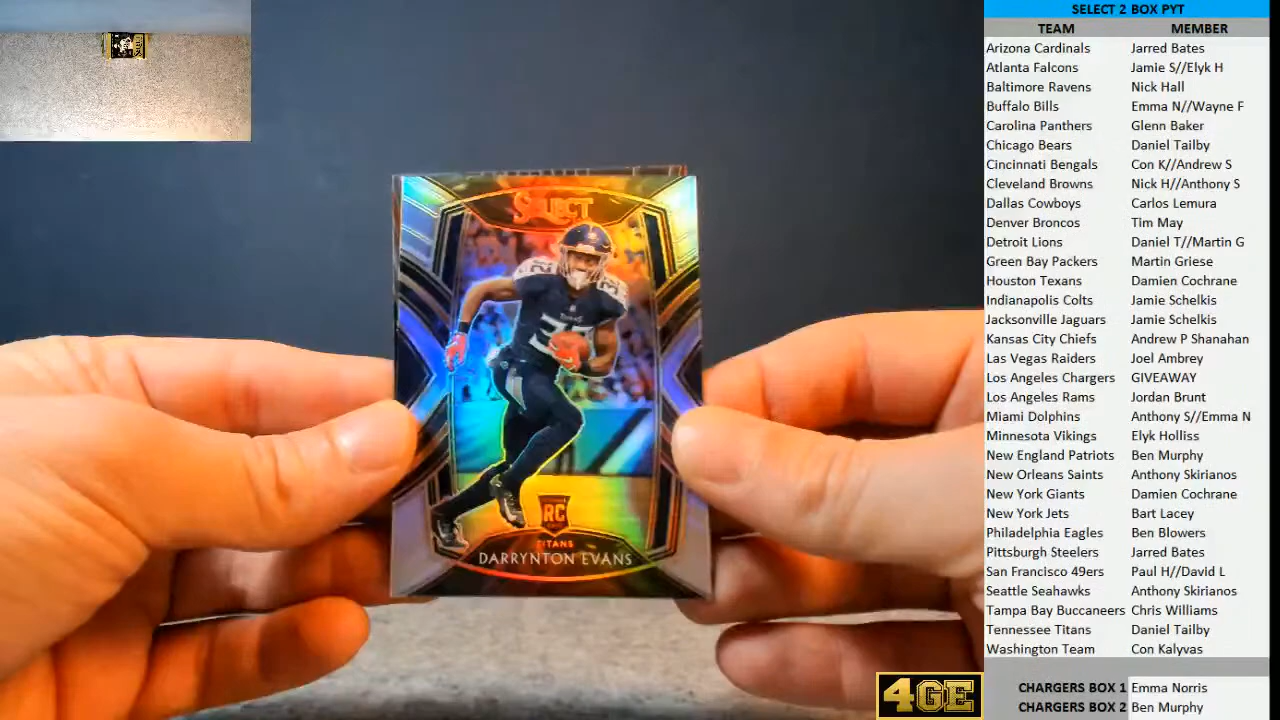 SELECT 2 BOX PYT
TEAM MEMBER
Arizona Cardinals Jarred Bates
Atlanta Falcons Jamie S//Elyk H
Baltimore Ravens Nick Hall
Buffalo Bills Emma N//Wayne F
Carolina Panthers Glenn Baker
Chicago Bears Daniel Tailby
Cincinnati Bengals Con K//Andrew S
Cleveland Browns Nick H//Anthony S
Dallas Cowboys Carlos Lemura
Denver Broncos Tim May
Detroit Lions Daniel T//Martin G
Green Bay Packers Martin Griese
Houston Texans Damien Cochrane
Indianapolis Colts Jamie Schelkis
Jacksonville Jaguars Jamie Schelkis
Kansas City Chiefs Andrew P Shanahan
Las Vegas Raiders Joel Ambrey
Los Angeles Chargers GIVEAWAY
Los Angeles Rams Jordan Brunt
Miami Dolphins Anthony S//Emma N
Minnesota Vikings Elyk Holliss
New England Patriots Ben Murphy
New Orleans Saints Anthony Skirianos
New York Giants Damien Cochrane
New York Jets Bart Lacey
Philadelphia Eagles Ben Blowers
Pittsburgh Steelers Jarred Bates
San Francisco 49ers Paul H//David L
Seattle Seahawks Anthony Skirianos
Tampa Bay Buccaneers Chris Williams
Tennessee Titans Daniel Tailby
Washington Team Con Kalyvas
CHARGERS BOX 1 Emma Norris
CHARGERS BOX 2 Ben Murphy
SELECT
TITANS
32
RC
TITANS
DARRYNTON EVANS
4GE